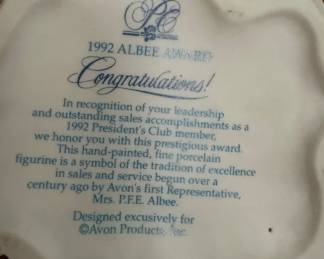 PC
1992 ALBEE AWARD
Congratulations!
In recognition of your leadership
and outstanding sales accomplishments as a
1992 President's Club member,
we honor you with this prestigious award.
This hand-painted, fine porcelain
figurine is a symbol of the tradition of excellence
in sales and service begun over a
century ago by Avon's first Representative,
Mrs. P.F.E. Albee.
Designed excusively for
©Avon Products, Inc.